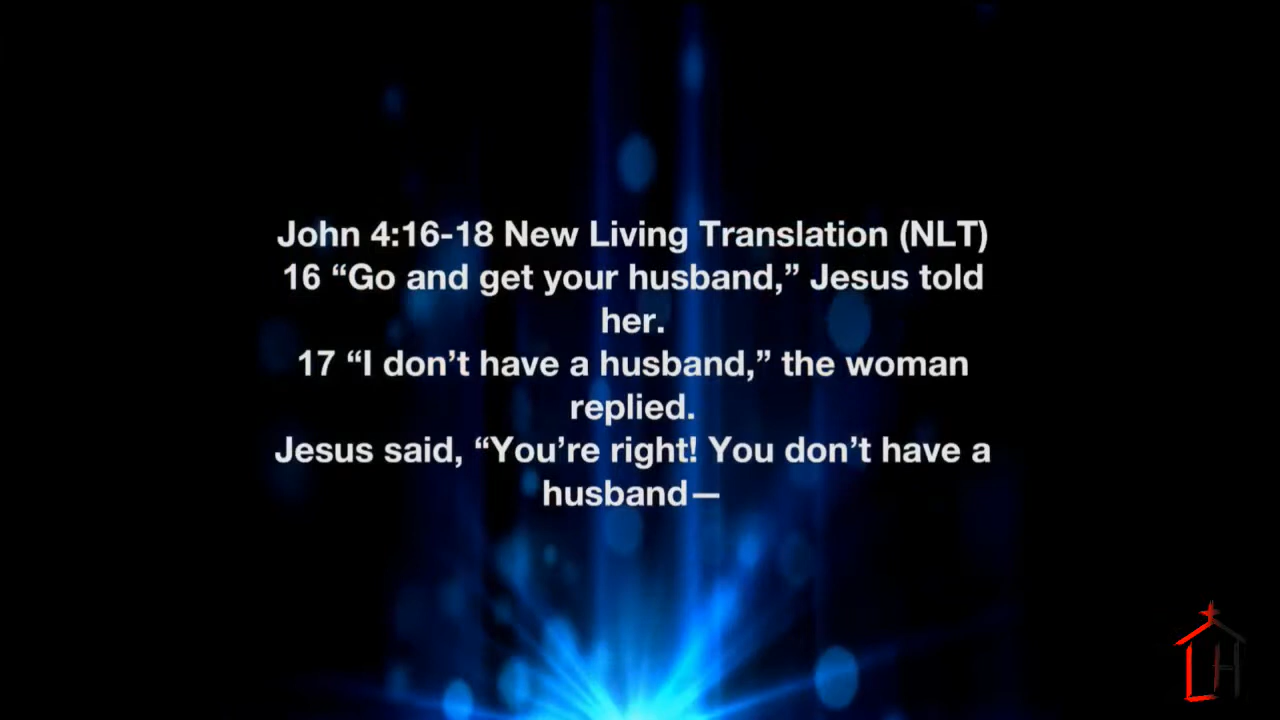 John 4:16-18 New Living Translation (NLT)
16 “Go and get your husband,” Jesus told
her.
17 “I don’t have a husband,” the woman
replied.
Jesus said, “You’re right! You don’t have a
husband—